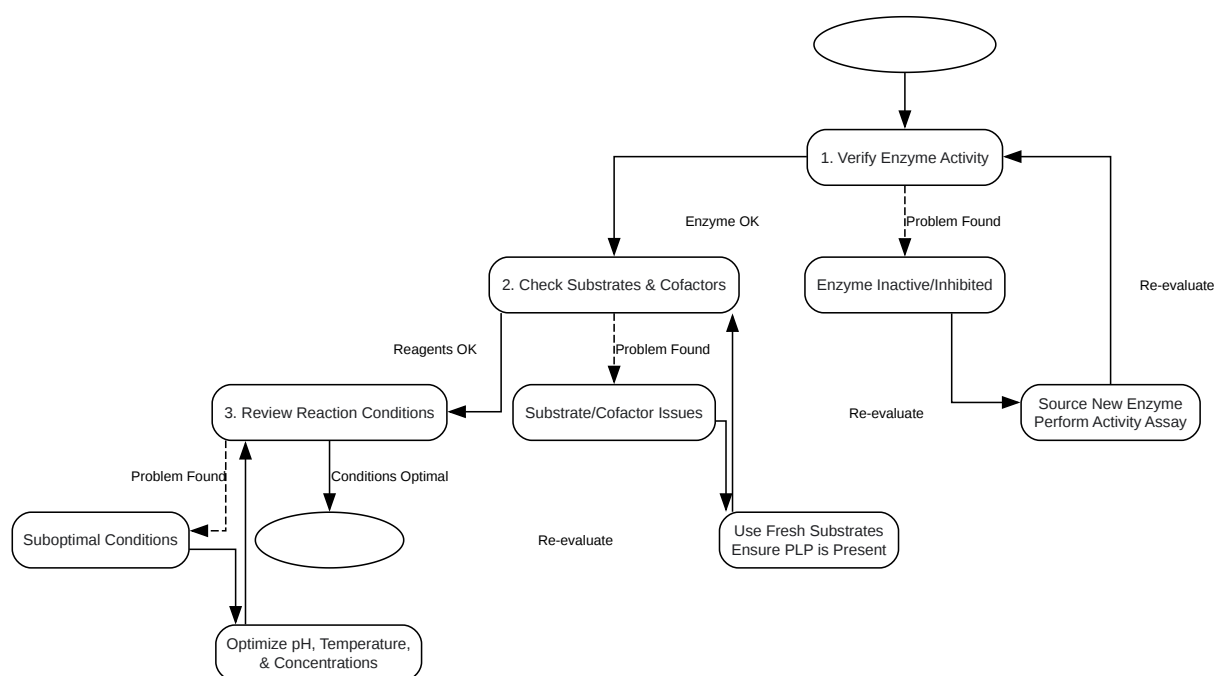 1. Verify Enzyme Activity
Enzyme OK
Problem Found
2. Check Substrates & Cofactors
Enzyme Inactive/Inhibited
Re-evaluate
Reagents OK
Problem Found
3. Review Reaction Conditions
Substrate/Cofactor Issues
Re-evaluate
Source New Enzyme
Perform Activity Assay
Problem Found
Conditions Optimal
Suboptimal Conditions
Re-evaluate
Use Fresh Substrates
Ensure PLP is Present
Optimize pH, Temperature,
& Concentrations